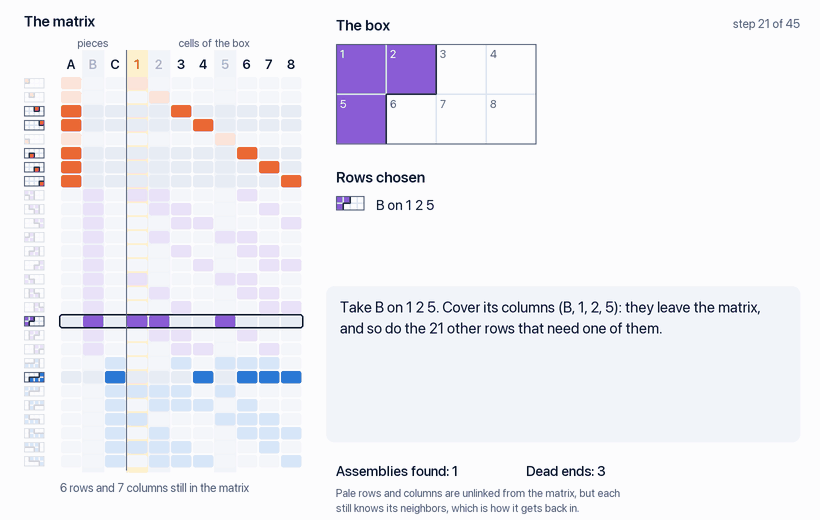 The matrix
pieces
cells of the box
A B C 1 2 3 4 5 6 7 8
6 rows and 7 columns still in the matrix
The box
step 21 of 45
1 2 3 4
5 6 7 8
Rows chosen
B on 1 2 5
Take B on 1 2 5. Cover its columns (B, 1, 2, 5): they leave the matrix,
and so do the 21 other rows that need one of them.
Assemblies found: 1
Dead ends: 3
Pale rows and columns are unlinked from the matrix, but each
still knows its neighbors, which is how it gets back in.